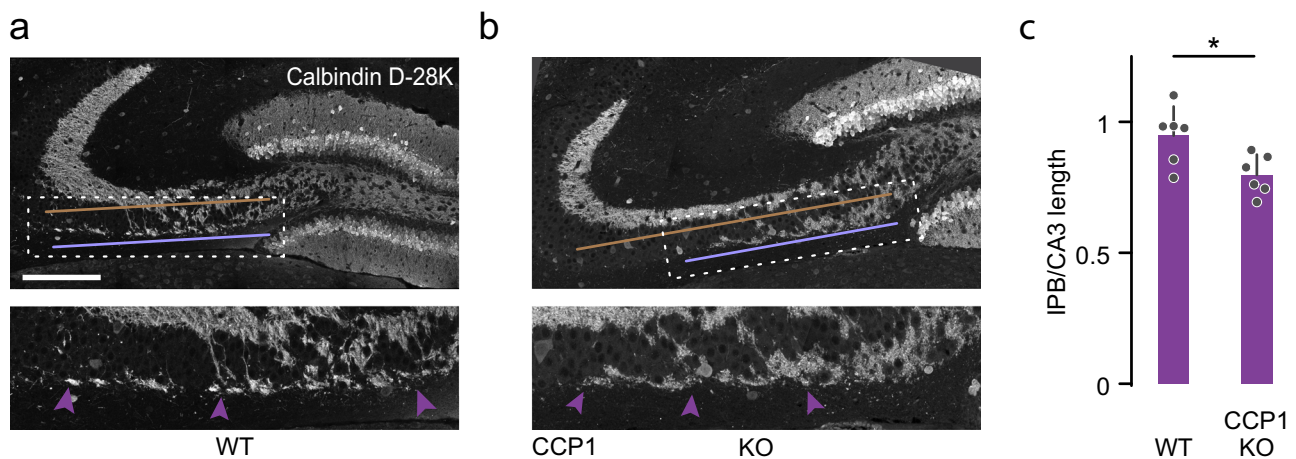 a
b
c
Calbindin D-28K
WT
CCP1 KO
*
IPB/CA3 length
1
0.5
0
WT
CCP1
KO